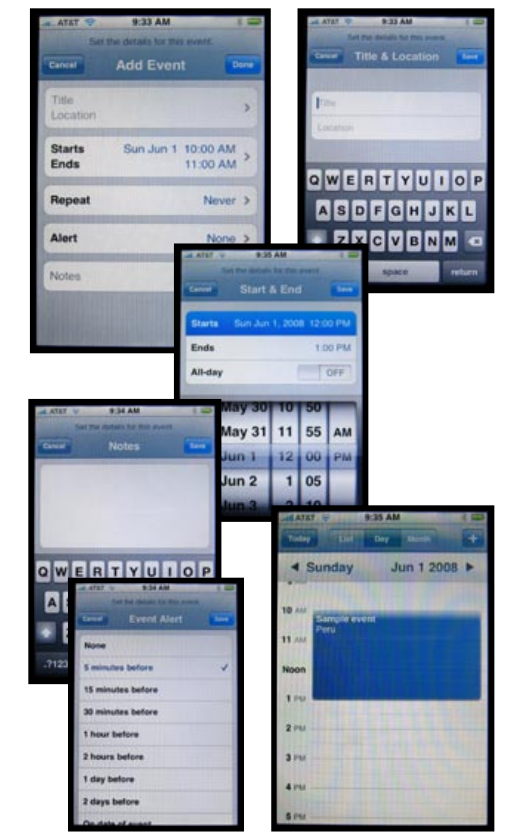 AT&T 9:33 AM
Set the details for this event.
Cancel Add Event Done
Title
Location
Starts Sun Jun 1 10:00 AM
Ends 11:00 AM
Repeat Never
Alert None
Notes
AT&T 9:33 AM
Set the details for this event.
Cancel Title & Location Save
Title
Location
Q W E R T Y U I O P
A S D F G H J K L
Z X C V B N M
space return
AT&T 9:35 AM
Set the details for this event.
Cancel Start & End Save
Starts Sun Jun 1, 2008 12:00 PM
Ends 1:00 PM
All-day OFF
May 30 10 50
May 31 11 55 AM
Jun 1 12 00 PM
Jun 2 1 05
Jun 3 2 10
AT&T 9:34 AM
Set the details for this event.
Cancel Notes Save
Q W E R T Y U I O P
A
.?123
AT&T 9:34 AM
Set the details for this event.
Cancel Event Alert Save
None
5 minutes before
15 minutes before
30 minutes before
1 hour before
2 hours before
1 day before
2 days before
On date of event
AT&T 9:35 AM
Today List Day Month +
Sunday Jun 1 2008
10 AM
Sample event
Peru
11 AM
Noon
1 PM
2 PM
3 PM
4 PM
5 PM